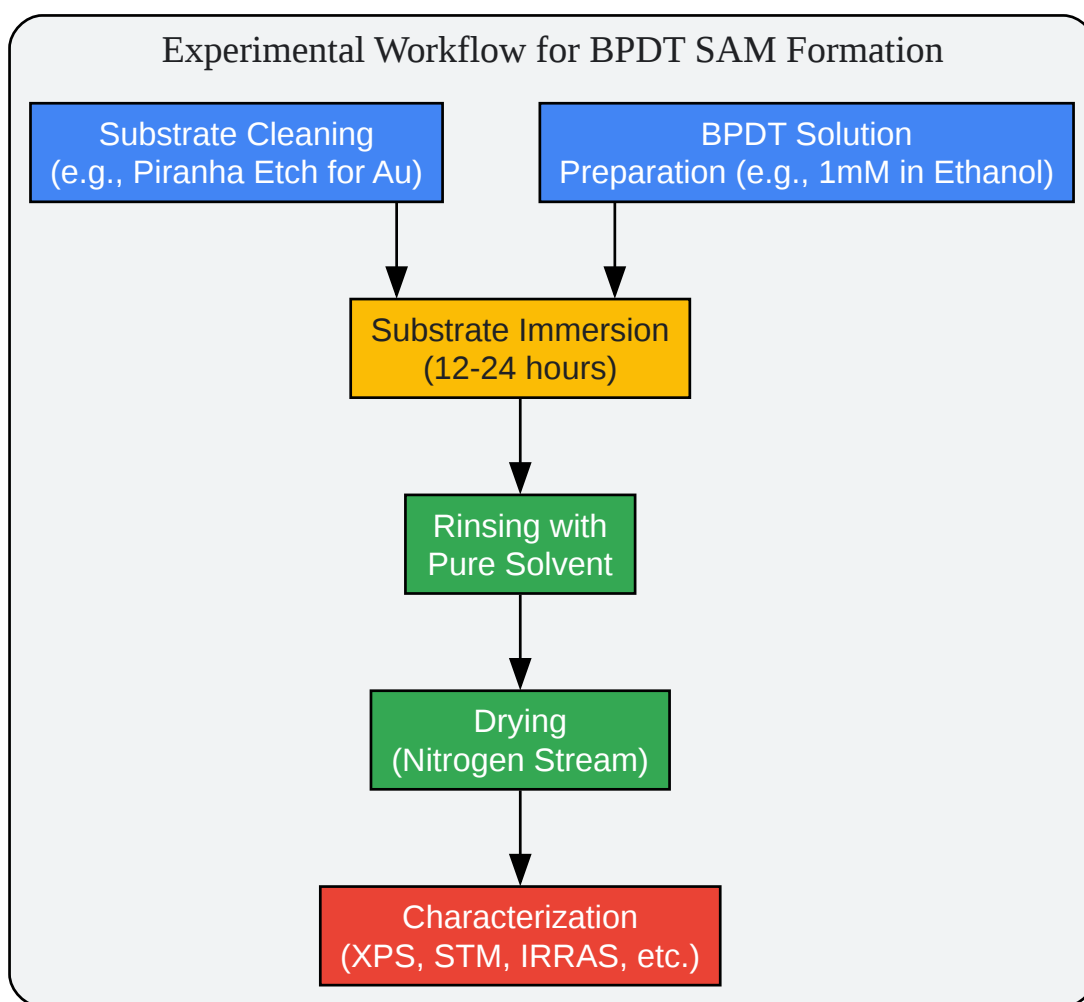 Experimental Workflow for BPDT SAM Formation
Substrate Cleaning
(e.g., Piranha Etch for Au)
BPDT Solution
Preparation (e.g., 1mM in Ethanol)
Substrate Immersion
(12-24 hours)
Rinsing with
Pure Solvent
Drying
(Nitrogen Stream)
Characterization
(XPS, STM, IRRAS, etc.)